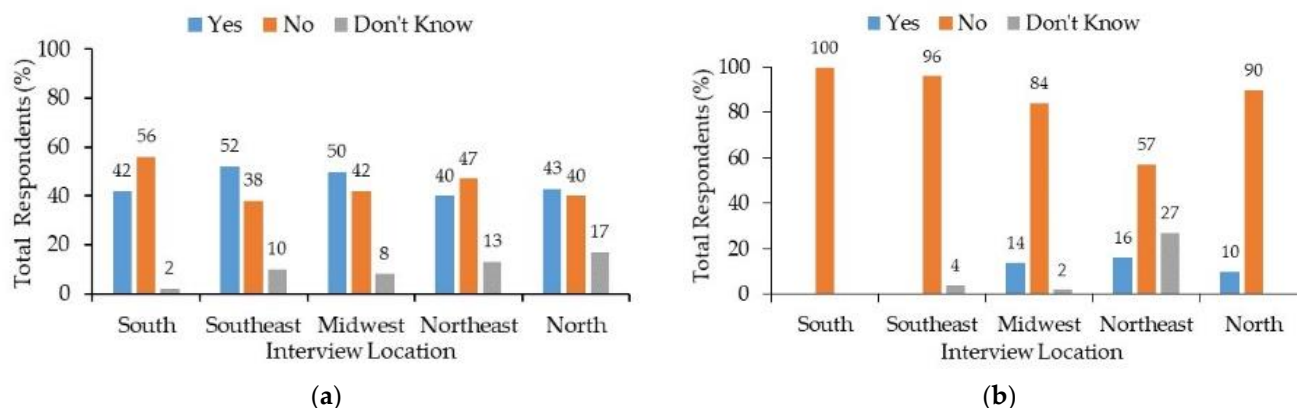 Yes No Don't Know
Total Respondents (%)
100
80
60
40
20
0
42 56 2
52 38 10
50 42 8
40 47 13
43 40 17
South Southeast Midwest Northeast North
Interview Location
(a)
Yes No Don't Know
Total Respondents (%)
100
80
60
40
20
0
100
96 4
14 84 2
16 57 27
10 90
South Southeast Midwest Northeast North
Interview Location
(b)